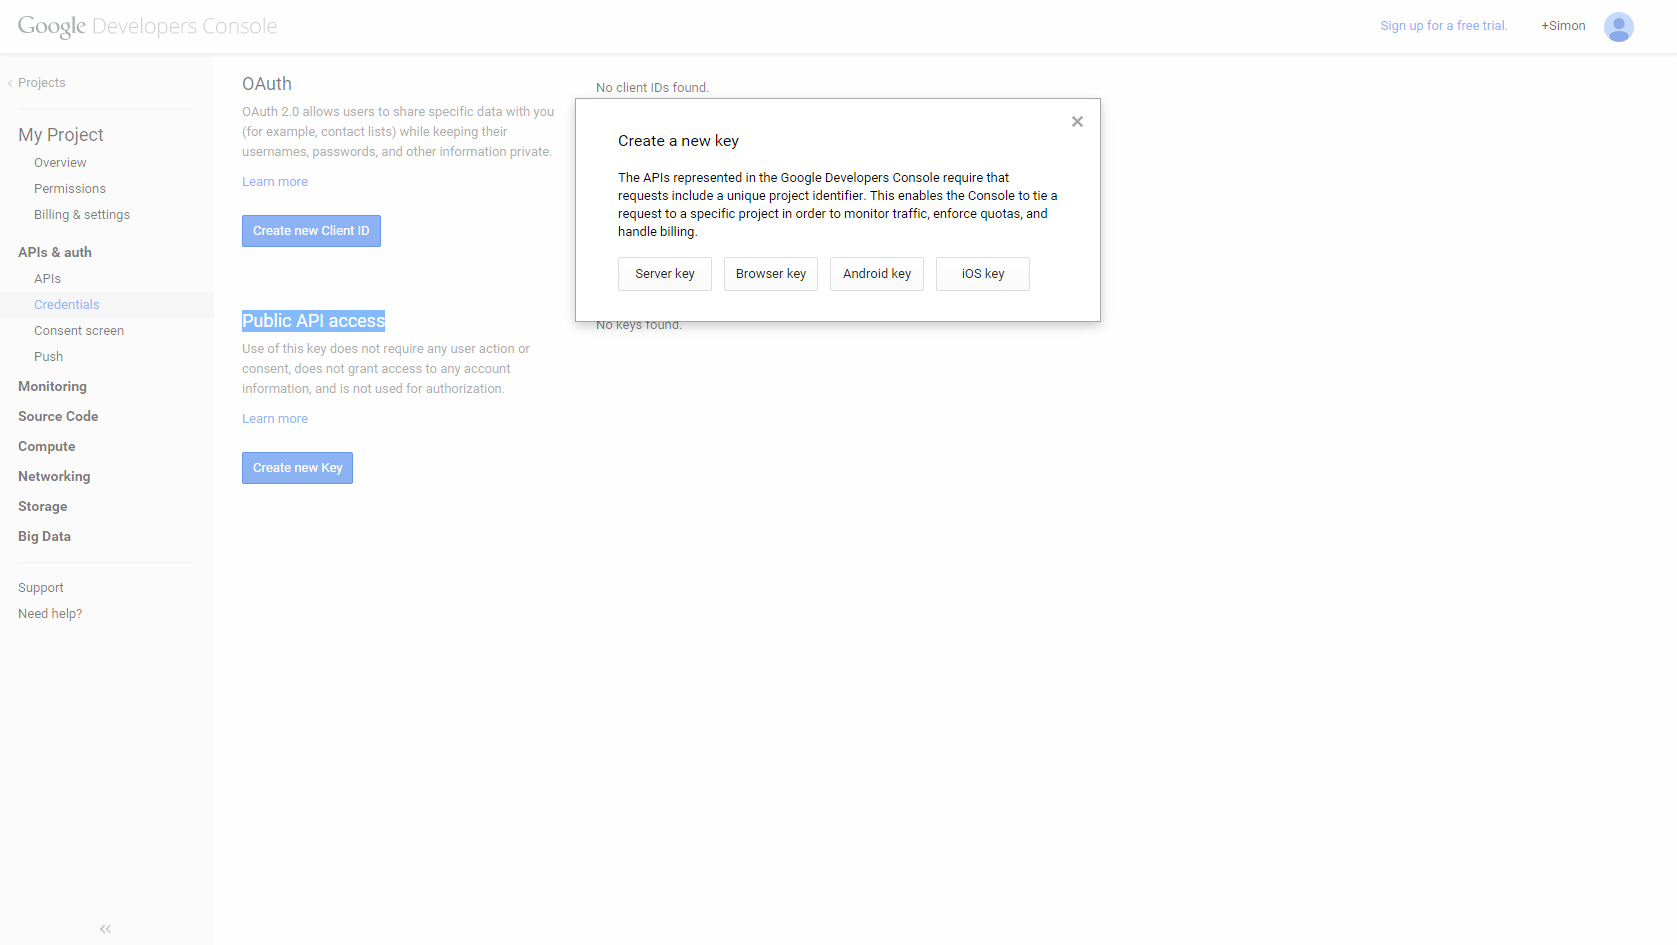 Google Developers Console
Sign up for a free trial.
+Simon
Projects
My Project
Overview
Permissions
Billing & settings
APIs & auth
APIs
Credentials
Consent screen
Push
Monitoring
Source Code
Compute
Networking
Storage
Big Data
Support
Need help?
OAuth
OAuth 2.0 allows users to share specific data with you
(for example, contact lists) while keeping their
usernames, passwords, and other information private.
Learn more
Create new Client ID
No client IDs found.
Public API access
Use of this key does not require any user action or
consent, does not grant access to any account
information, and is not used for authorization.
Learn more
Create new Key
No keys found.
Create a new key
The APIs represented in the Google Developers Console require that
requests include a unique project identifier. This enables the Console to tie a
request to a specific project in order to monitor traffic, enforce quotas, and
handle billing.
Server key
Browser key
Android key
iOS key